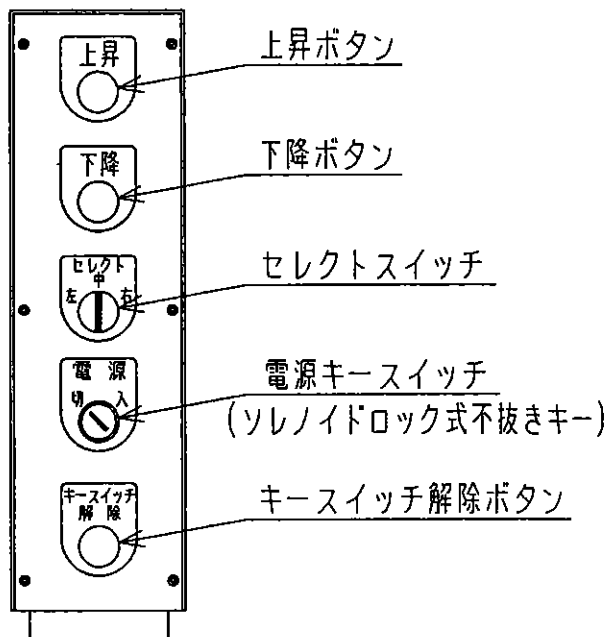 上昇
上昇ボタン
下降
下降ボタン
セレクト
中
左 右
セレクトスイッチ
電 源
切 入
電源キースイッチ
(ソレノイドロック式不抜きキー)
キースイッチ
解 除
キースイッチ解除ボタン